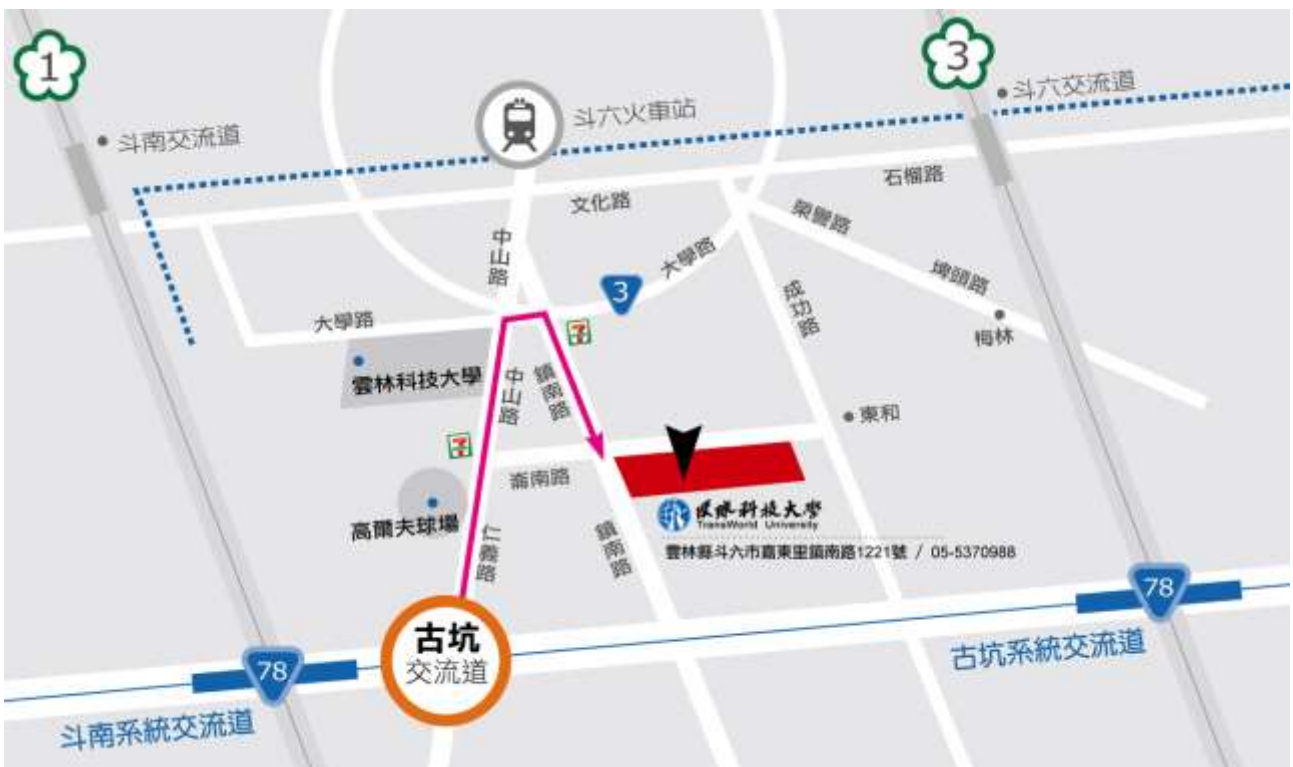 1
3
斗六交流道
斗南交流道
斗六火車站
石榴路
文化路
榮譽路
中山路
大學路
3
埤頭路
成功路
大學路
梅林
雲林科技大學
中山路
鎮南路
東和
崙南路
高爾夫球場
環球科技大學
TransWorld University
竹義路
鎮南路
雲林縣斗六市嘉東里鎮南路1221號 / 05-5370988
78
古坑
交流道
78
古坑系統交流道
斗南系統交流道